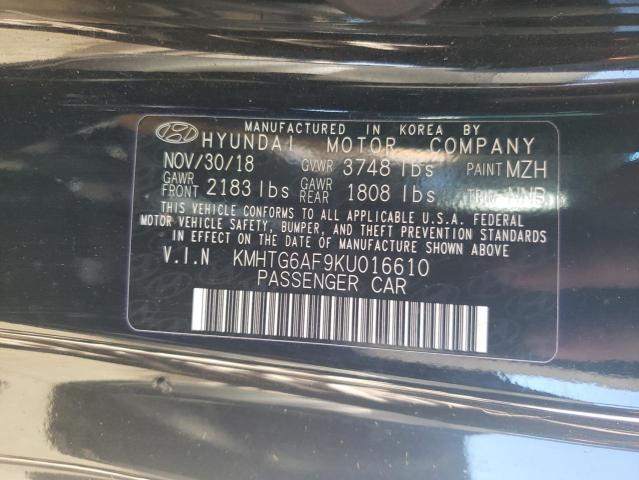 MANUFACTURED IN KOREA BY
HYUNDAI MOTOR COMPANY
NOV/30/18 GVWR 3748 lbs PAINT MZH
GAWR FRONT 2183 lbs GAWR REAR 1808 lbs TRIM NNB
THIS VEHICLE CONFORMS TO ALL APPLICABLE U.S.A. FEDERAL
MOTOR VEHICLE SAFETY, BUMPER, AND THEFT PREVENTION STANDARDS
IN EFFECT ON THE DATE OF MANUFACTURE SHOWN ABOVE
V.I.N KMHTG6AF9KU016610
PASSENGER CAR